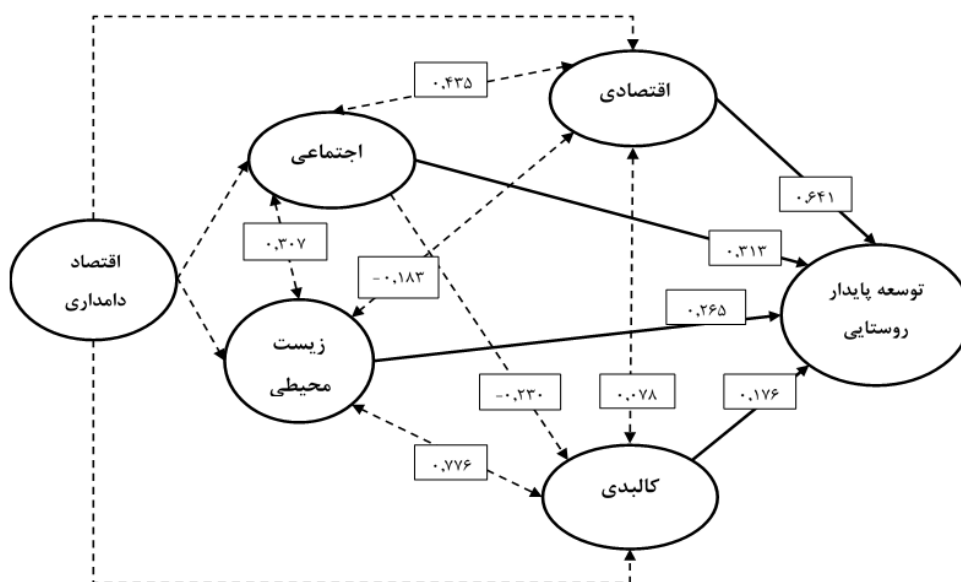 اقتصادی
۰.۴۳۵
اجتماعی
۰.۶۴۱
۰.۳۰۷
۰.۳۱۳
اقتصاد
دامداری
-۰.۱۸۳
توسعه پایدار
روستایی
۰.۲۶۵
زیست
محیطی
-۰.۲۳۰
۰.۰۷۸
۰.۱۷۶
۰.۷۷۶
کالبدی